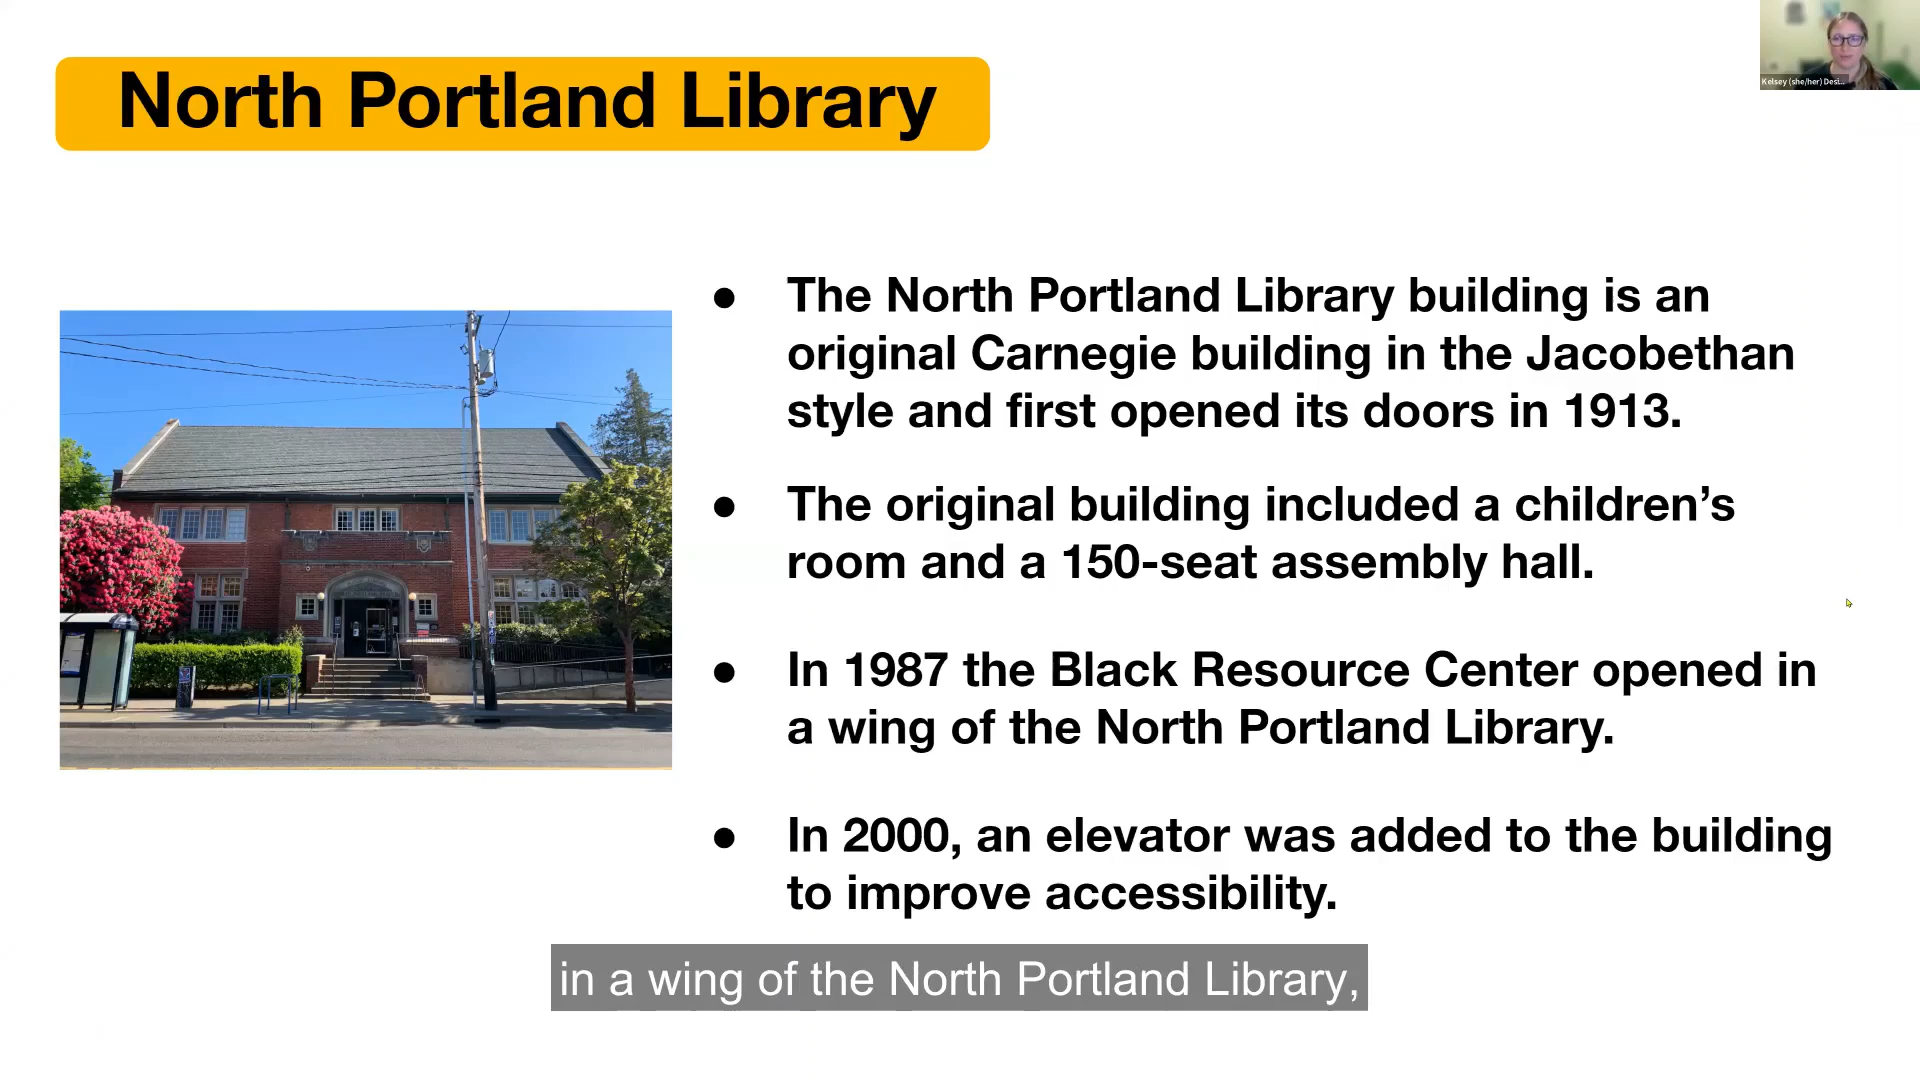 North Portland Library
Kelsey (she/her) Desi...
● The North Portland Library building is an
original Carnegie building in the Jacobethan
style and first opened its doors in 1913.
● The original building included a children’s
room and a 150-seat assembly hall.
● In 1987 the Black Resource Center opened in
a wing of the North Portland Library.
● In 2000, an elevator was added to the building
to improve accessibility.
in a wing of the North Portland Library,